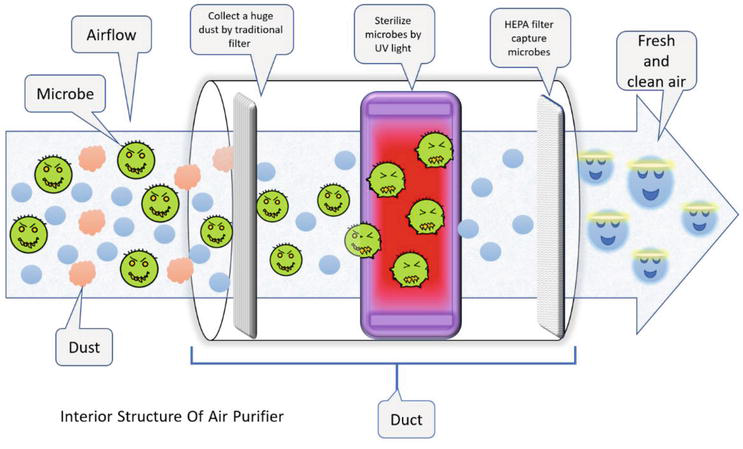 Airflow
Collect a huge
dust by traditional
filter
Sterilize
microbes by
UV light
HEPA filter
capture
microbes
Fresh
and
clean air
Microbe
Dust
Interior Structure Of Air Purifier
Duct